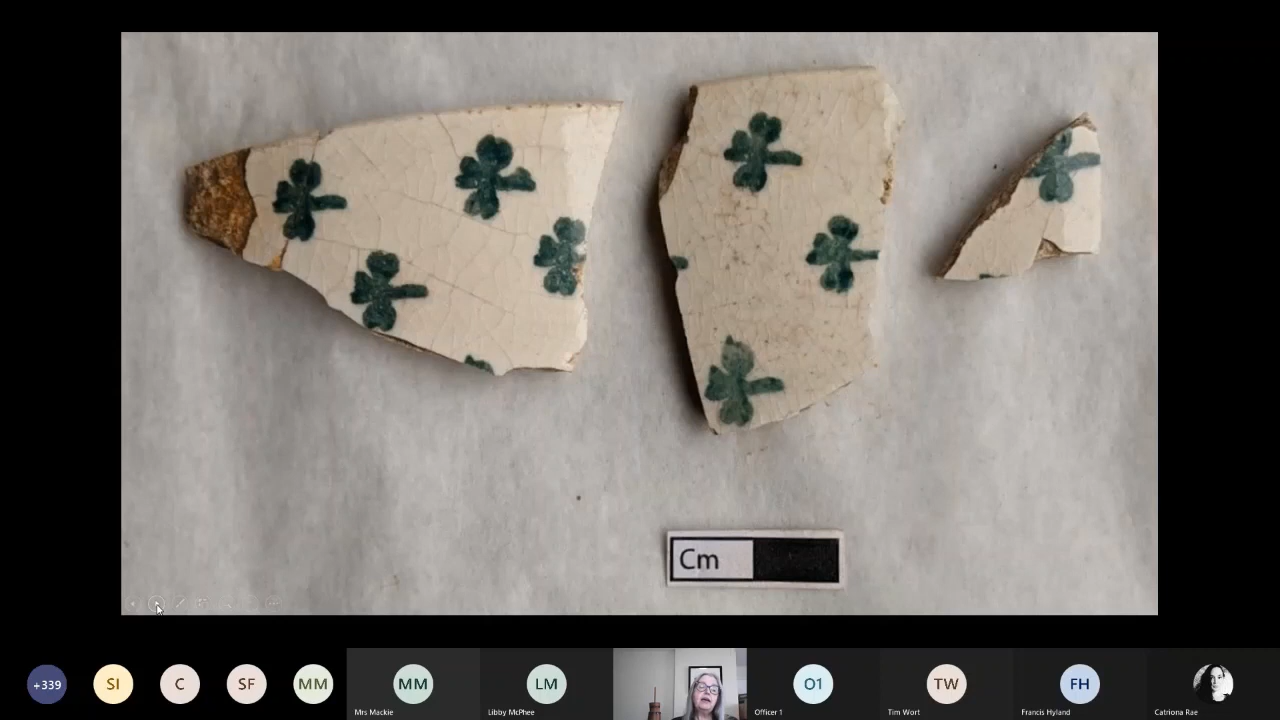 Cm
+339
SI
C
SF
MM
MM
Mrs Mackie
LM
Libby McPhee
O1
Officer 1
TW
Tim Wort
FH
Francis Hyland
Catriona Rae